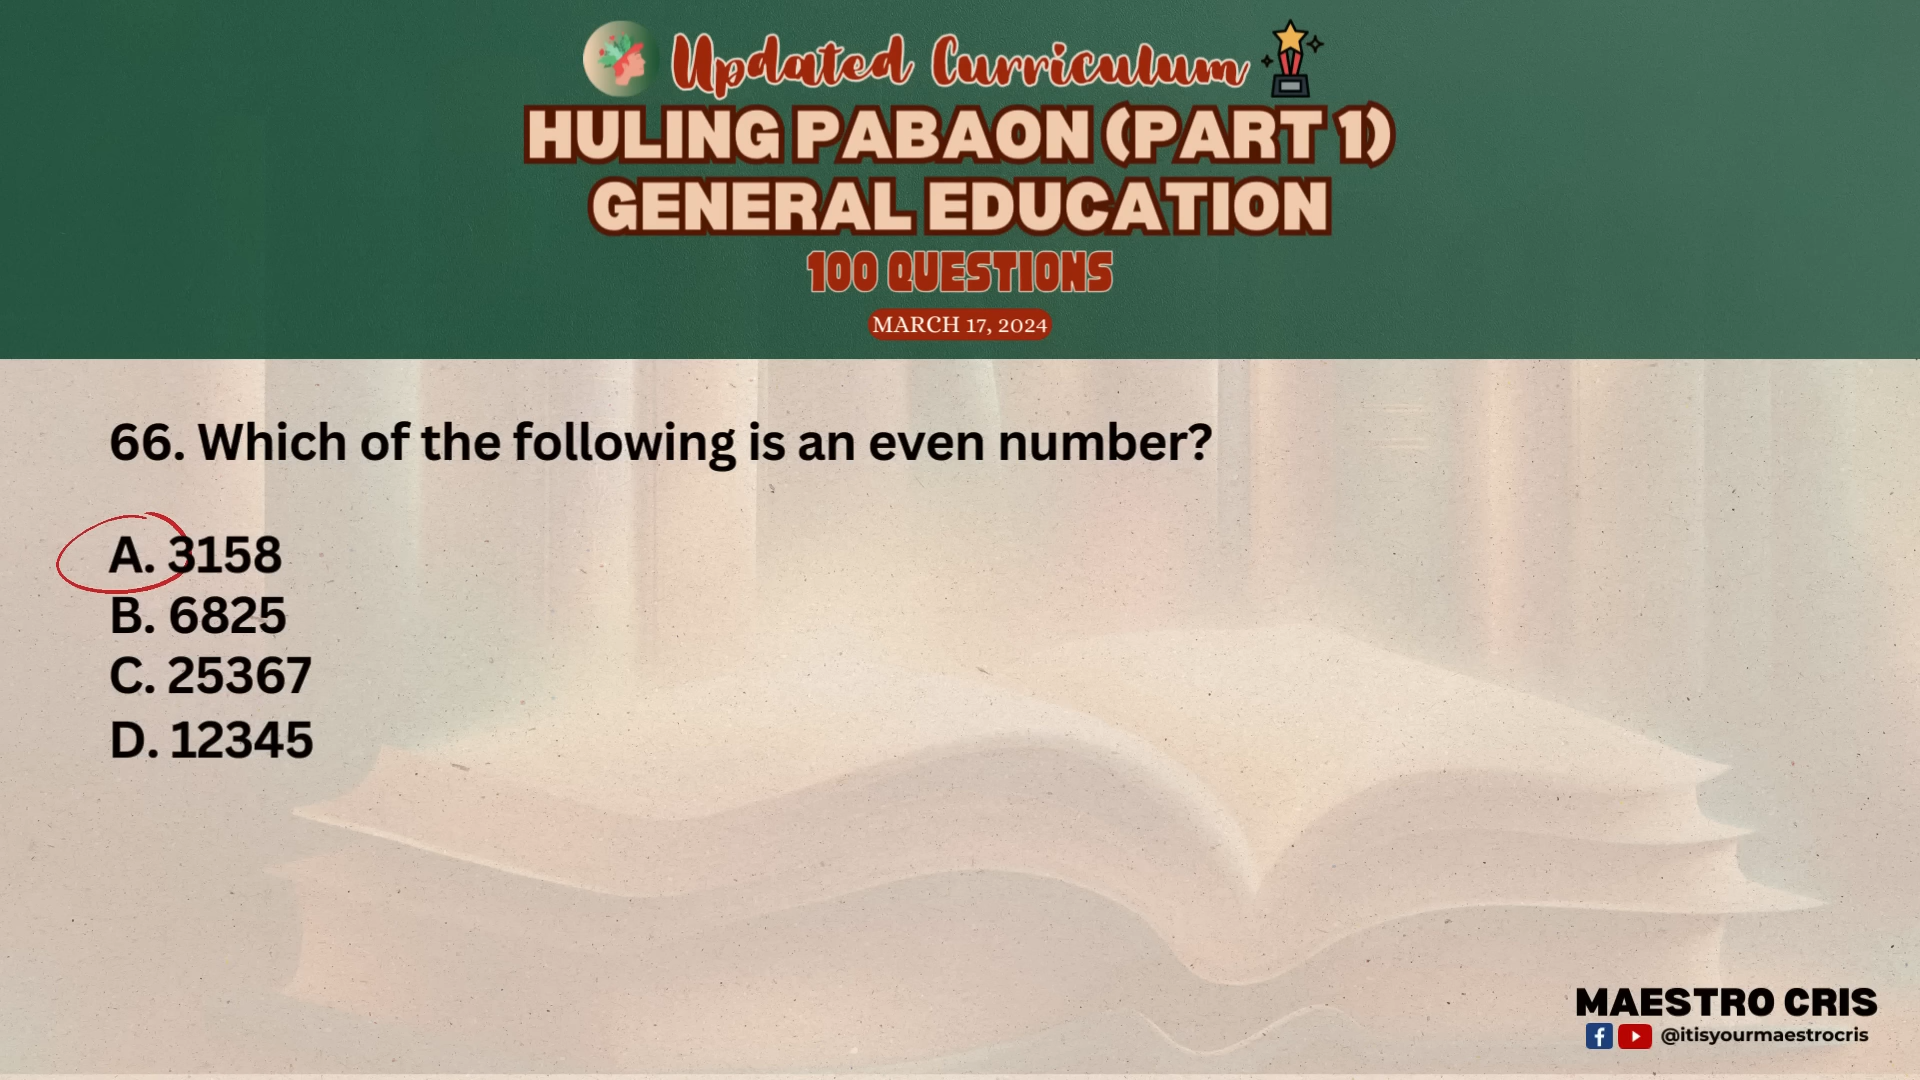 Updated Curriculum
HULING PABAON (PART 1)
GENERAL EDUCATION
100 QUESTIONS
MARCH 17, 2024
66. Which of the following is an even number?
A. 3158
B. 6825
C. 25367
D. 12345
MAESTRO CRIS
@itisyourmaestrocris